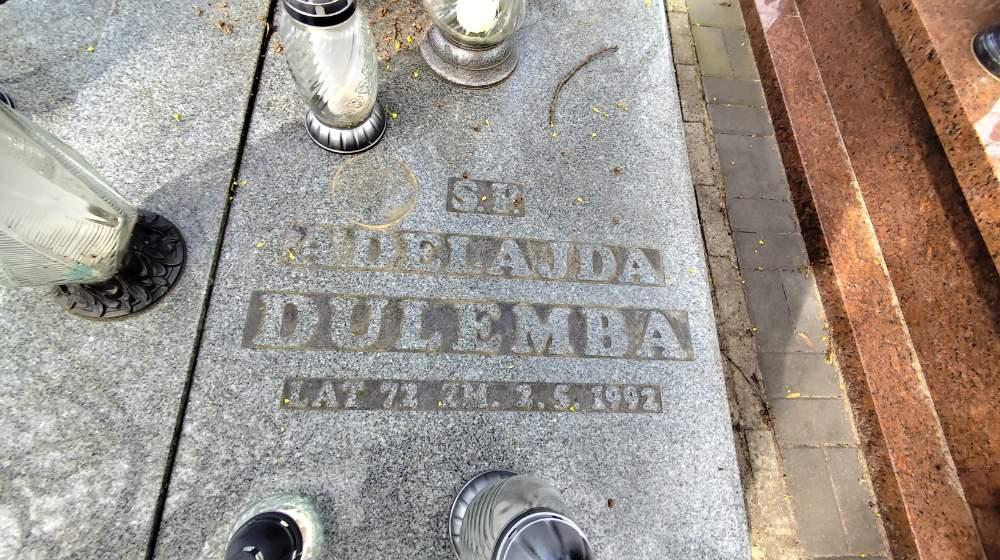 Ś.P.
ADELAJDA
DULEMBA
LAT 72 ZM. 2.5.1992